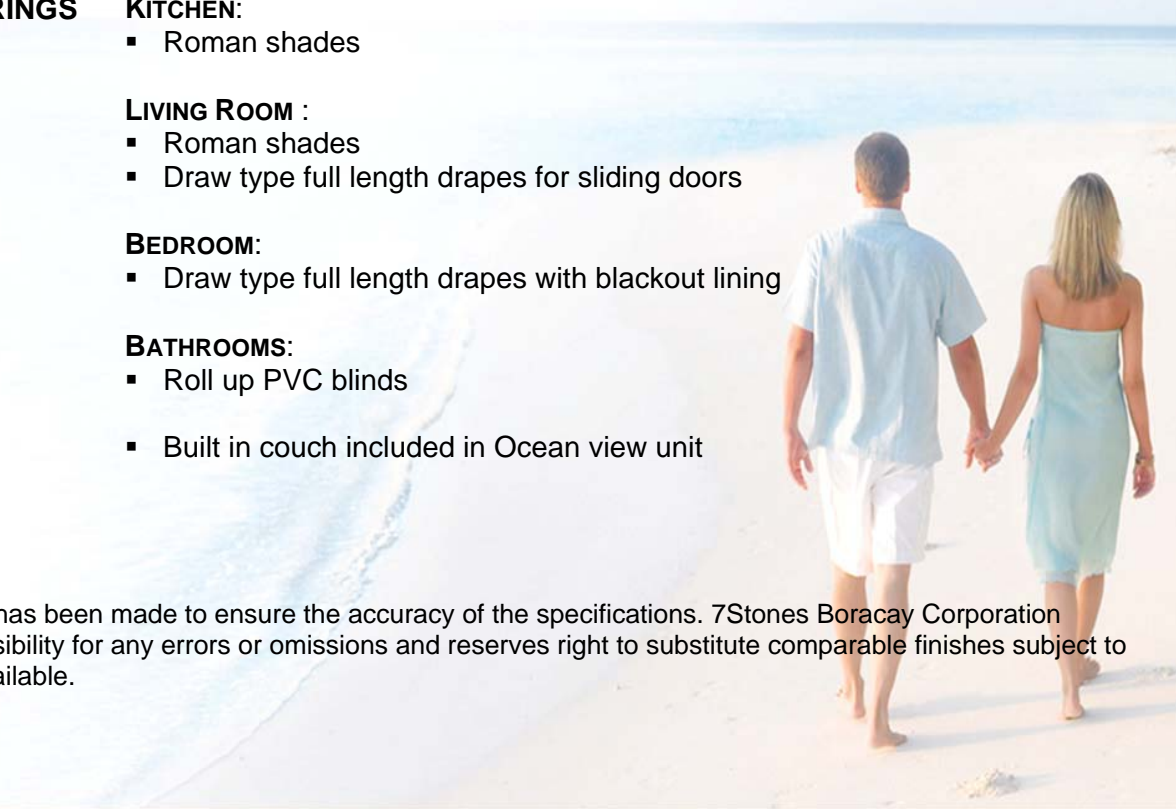 KITCHEN:
▪ Roman shades
LIVING ROOM :
▪ Roman shades
▪ Draw type full length drapes for sliding doors
BEDROOM:
▪ Draw type full length drapes with blackout lining
BATHROOMS:
▪ Roll up PVC blinds
▪ Built in couch included in Ocean view unit
has been made to ensure the accuracy of the specifications. 7Stones Boracay Corporation
for any errors or omissions and reserves right to substitute comparable finishes subject to